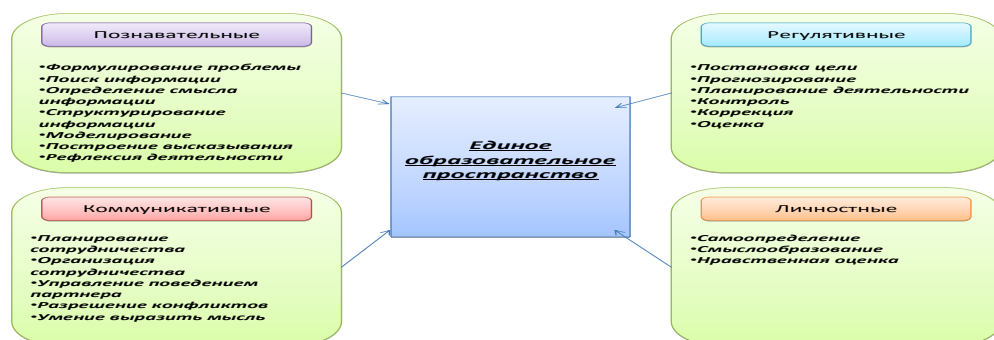 Познавательные
•Формулирование проблемы
•Поиск информации
•Определение смысла
информации
•Структурирование
информации
•Моделирование
•Построение высказывания
•Рефлексия деятельности
Регулятивные
•Постановка цели
•Прогнозирование
•Планирование деятельности
•Контроль
•Коррекция
•Оценка
Единое
образовательное
пространство
Коммуникативные
•Планирование
сотрудничества
•Организация
сотрудничества
•Управление поведением
партнера
•Разрешение конфликтов
•Умение выразить мысль
Личностные
•Самоопределение
•Смыслообразование
•Нравственная оценка